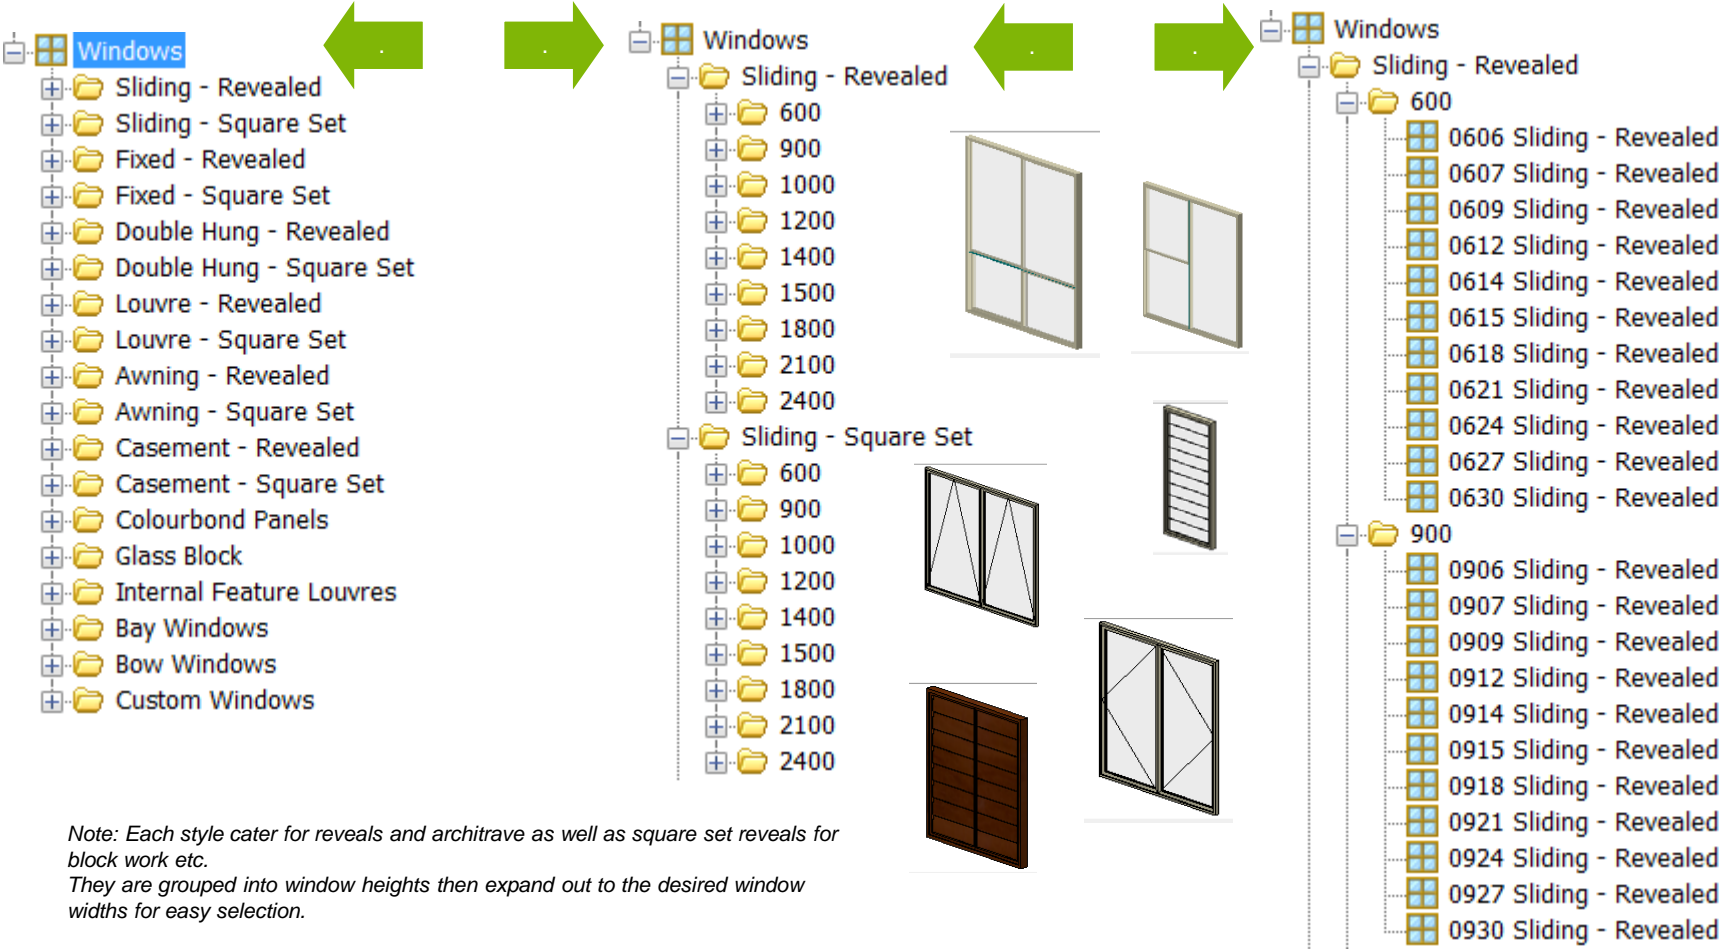 Windows
Sliding - Revealed
Sliding - Square Set
Fixed - Revealed
Fixed - Square Set
Double Hung - Revealed
Double Hung - Square Set
Louvre - Revealed
Louvre - Square Set
Awning - Revealed
Awning - Square Set
Casement - Revealed
Casement - Square Set
Colourbond Panels
Glass Block
Internal Feature Louvres
Bay Windows
Bow Windows
Custom Windows
Note: Each style cater for reveals and architrave as well as square set reveals for
block work etc.
They are grouped into window heights then expand out to the desired window
widths for easy selection.
.
.
Windows
Sliding - Revealed
600
900
1000
1200
1400
1500
1800
2100
2400
Sliding - Square Set
600
900
1000
1200
1400
1500
1800
2100
2400
.
.
Windows
Sliding - Revealed
600
0606 Sliding - Revealed
0607 Sliding - Revealed
0609 Sliding - Revealed
0612 Sliding - Revealed
0614 Sliding - Revealed
0615 Sliding - Revealed
0618 Sliding - Revealed
0621 Sliding - Revealed
0624 Sliding - Revealed
0627 Sliding - Revealed
0630 Sliding - Revealed
900
0906 Sliding - Revealed
0907 Sliding - Revealed
0909 Sliding - Revealed
0912 Sliding - Revealed
0914 Sliding - Revealed
0915 Sliding - Revealed
0918 Sliding - Revealed
0921 Sliding - Revealed
0924 Sliding - Revealed
0927 Sliding - Revealed
0930 Sliding - Revealed